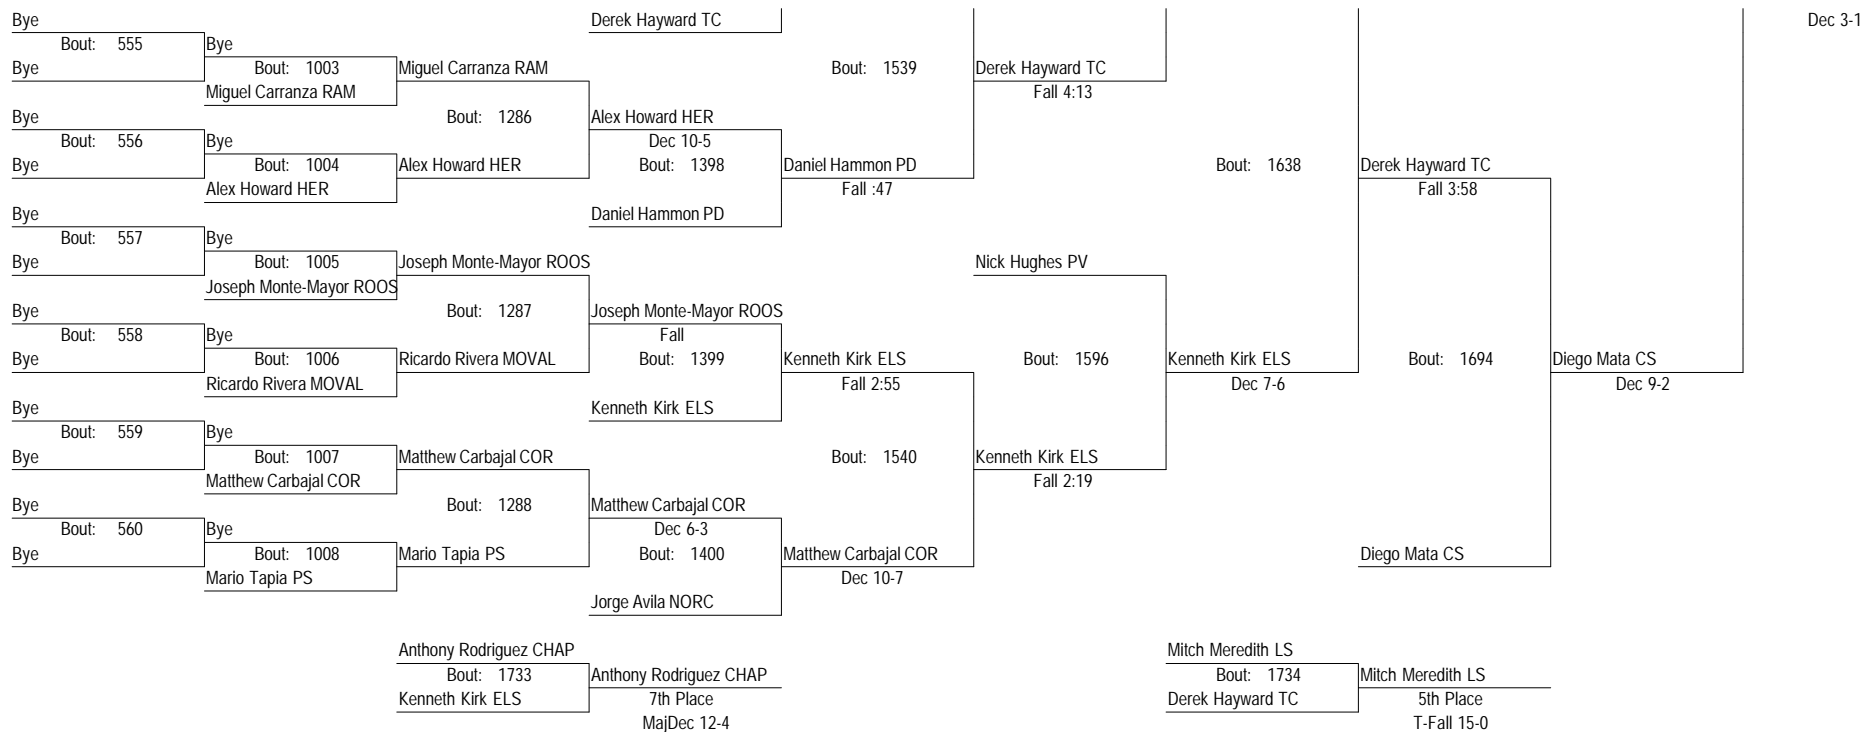 Bye Derek Hayward TC Dec 3-1
Bout: 555 Bye
Bye Bout: 1003 Miguel Carranza RAM Bout: 1539 Derek Hayward TC
Miguel Carranza RAM Fall 4:13
Bye Bout: 1286 Alex Howard HER
Bout: 556 Bye Dec 10-5
Bye Bout: 1004 Alex Howard HER Bout: 1398 Daniel Hammon PD Bout: 1638 Derek Hayward TC
Alex Howard HER Fall :47 Fall 3:58
Bye Daniel Hammon PD
Bout: 557 Bye
Bye Bout: 1005 Joseph Monte-Mayor ROOS Nick Hughes PV
Joseph Monte-Mayor ROOS
Bye Bout: 1287 Joseph Monte-Mayor ROOS
Bout: 558 Bye Fall
Bye Bout: 1006 Ricardo Rivera MOVAL Bout: 1399 Kenneth Kirk ELS Bout: 1596 Kenneth Kirk ELS Bout: 1694 Diego Mata CS
Ricardo Rivera MOVAL Fall 2:55 Dec 7-6 Dec 9-2
Bye Kenneth Kirk ELS
Bout: 559 Bye
Bye Bout: 1007 Matthew Carbajal COR Bout: 1540 Kenneth Kirk ELS
Matthew Carbajal COR Fall 2:19
Bye Bout: 1288 Matthew Carbajal COR
Bout: 560 Bye Dec 6-3
Bye Bout: 1008 Mario Tapia PS Bout: 1400 Matthew Carbajal COR Diego Mata CS
Mario Tapia PS Dec 10-7
Jorge Avila NORC
Anthony Rodriguez CHAP Mitch Meredith LS
Bout: 1733 Anthony Rodriguez CHAP Bout: 1734 Mitch Meredith LS
Kenneth Kirk ELS 7th Place Derek Hayward TC 5th Place
MajDec 12-4 T-Fall 15-0